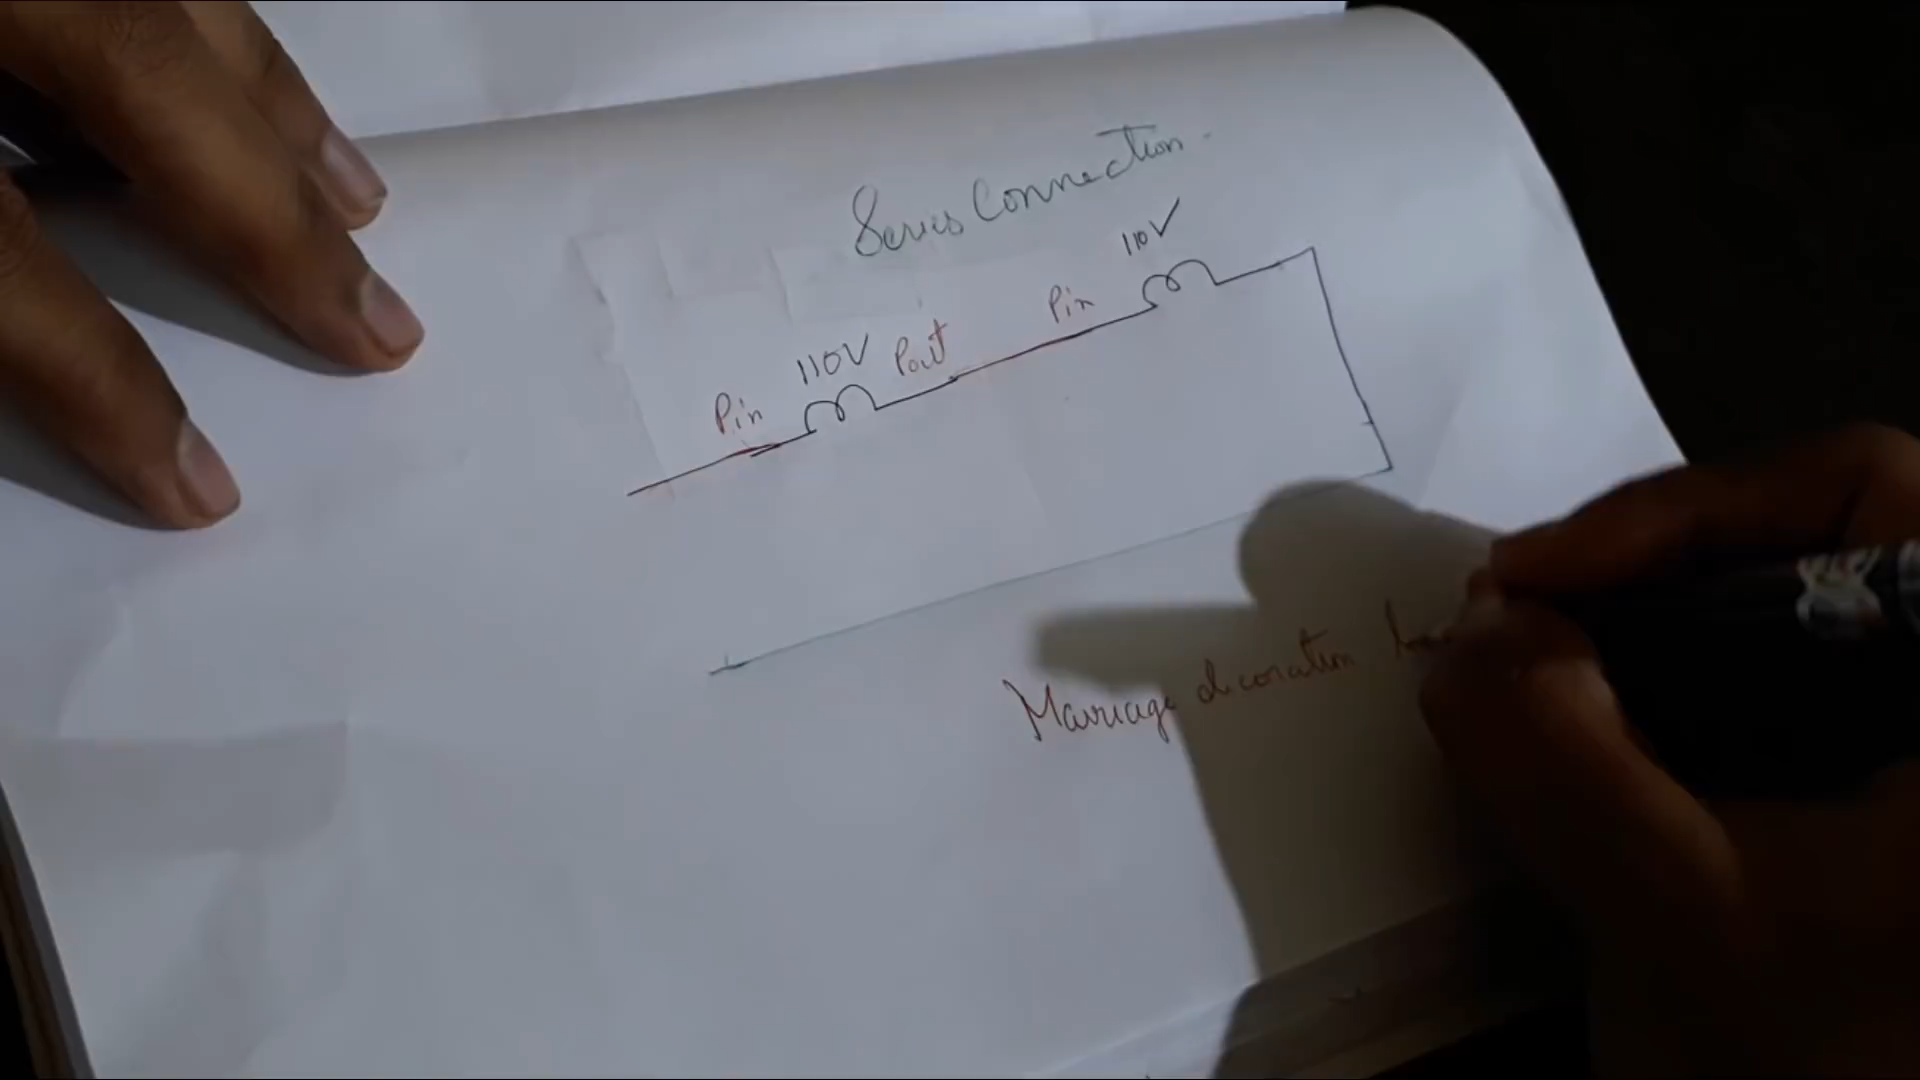 Series Connection.
110V
Pin
110V
Pout
Pin
Marriage decoration